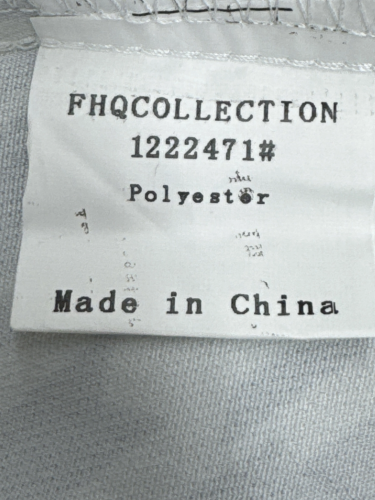 FHQCOLLECTION
1222471#
Polyester
Made in China